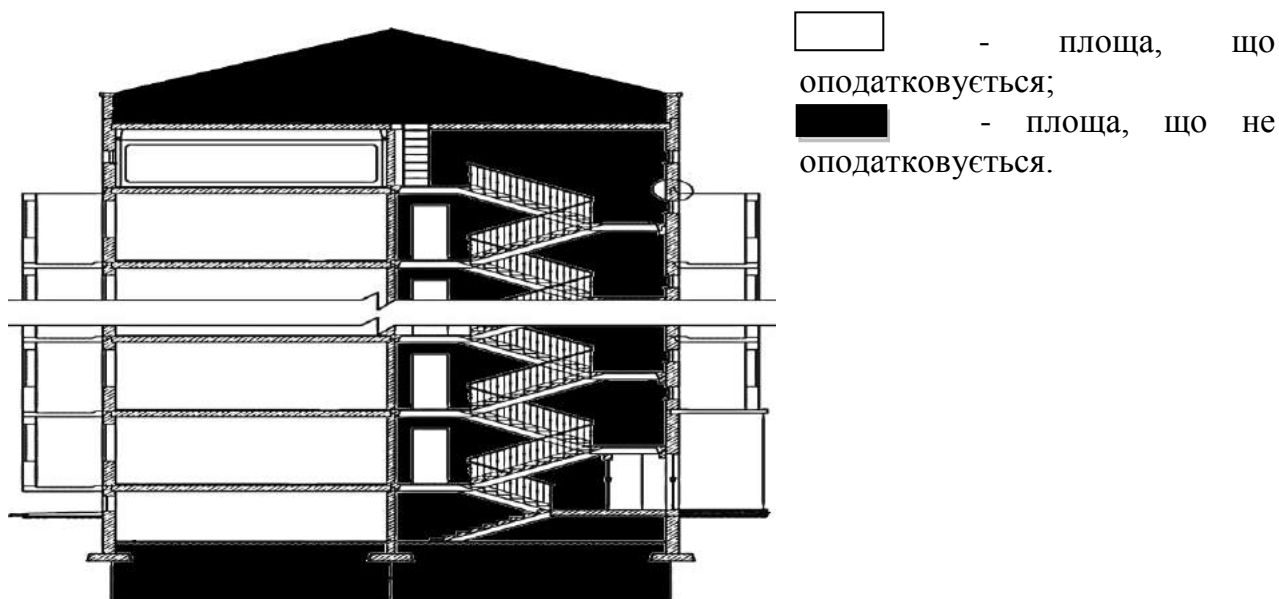 - площа, що
оподатковується;
- площа, що не
оподатковується.